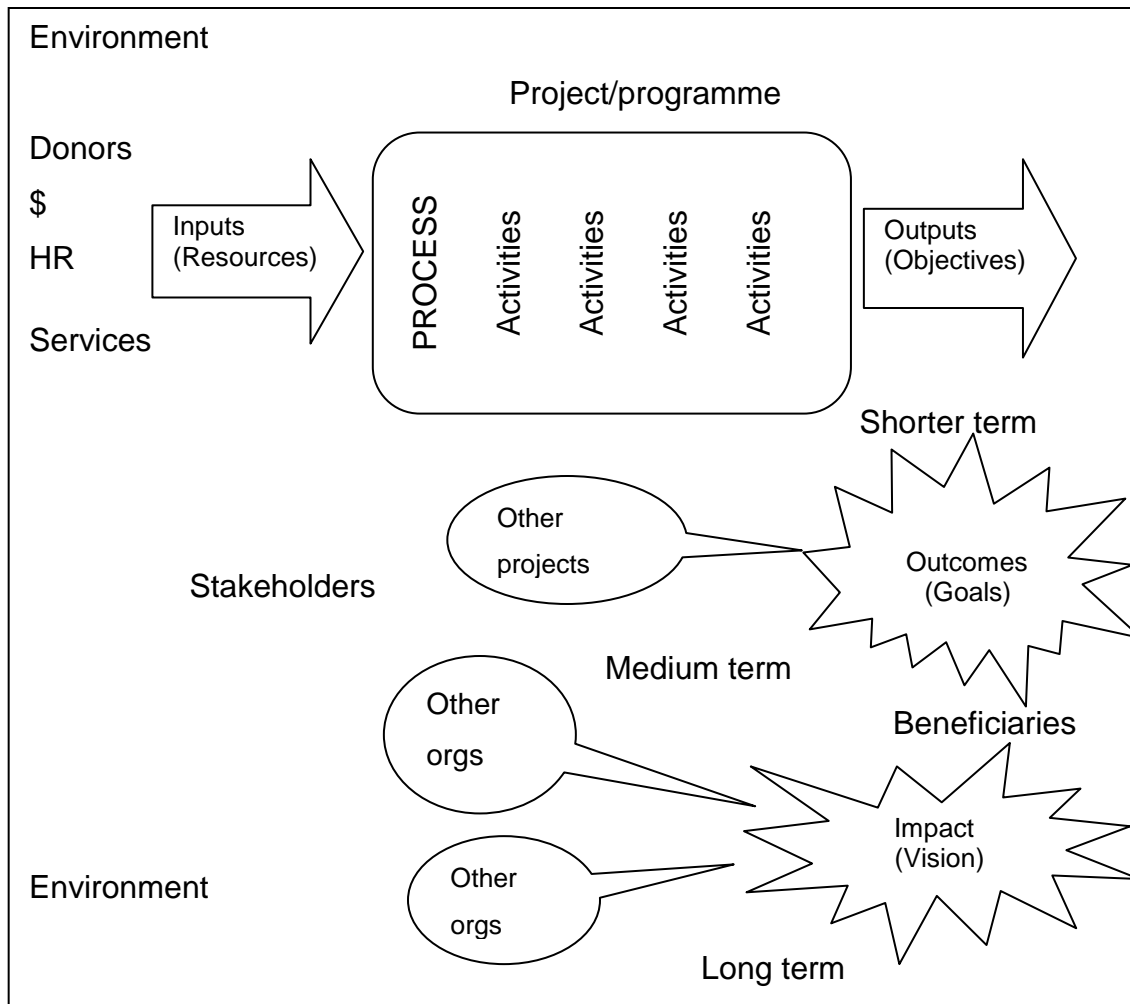 Environment
Project/programme
Donors
$
HR
Services
Inputs
(Resources)
PROCESS
Activities
Activities
Activities
Activities
Outputs
(Objectives)
Shorter term
Other
projects
Outcomes
(Goals)
Stakeholders
Medium term
Other
orgs
Beneficiaries
Impact
(Vision)
Environment
Other
orgs
Long term